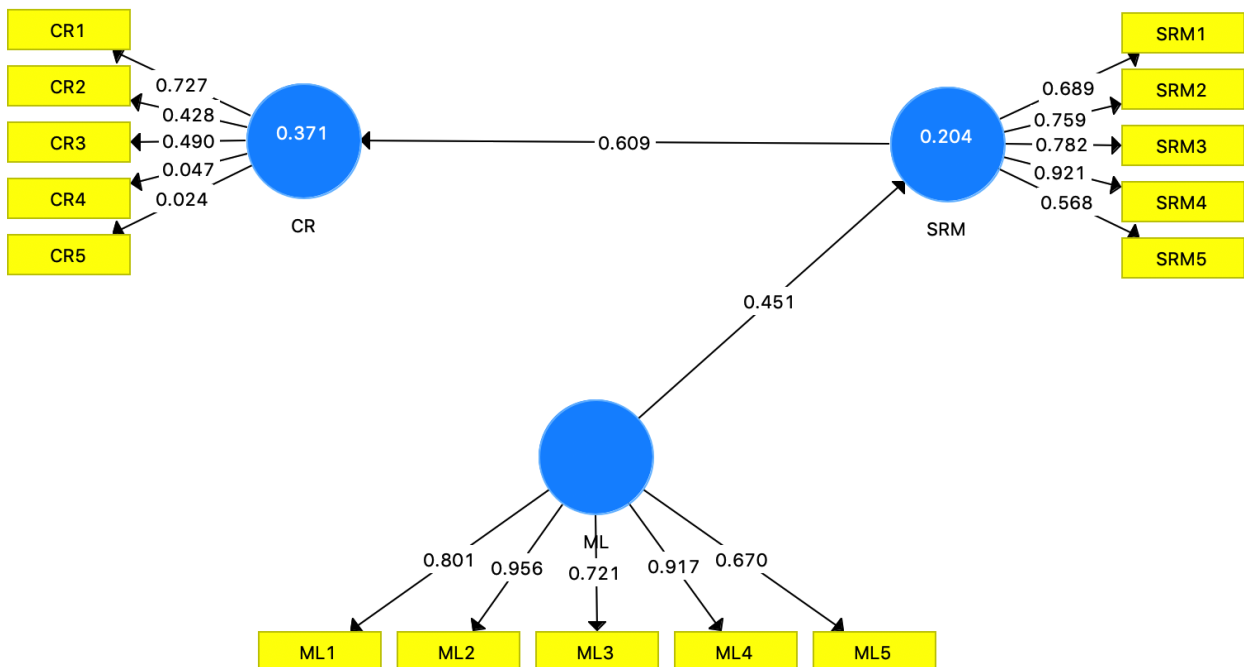 CR1
SRM1
0.727
0.689
CR2
SRM2
0.428
0.371
0.204
0.759
CR3
0.490
0.609
0.782
SRM3
0.047
0.921
CR4
0.024
0.568
SRM4
CR
SRM
CR5
SRM5
0.451
ML
0.801
0.956
0.721
0.917
0.670
ML1
ML2
ML3
ML4
ML5